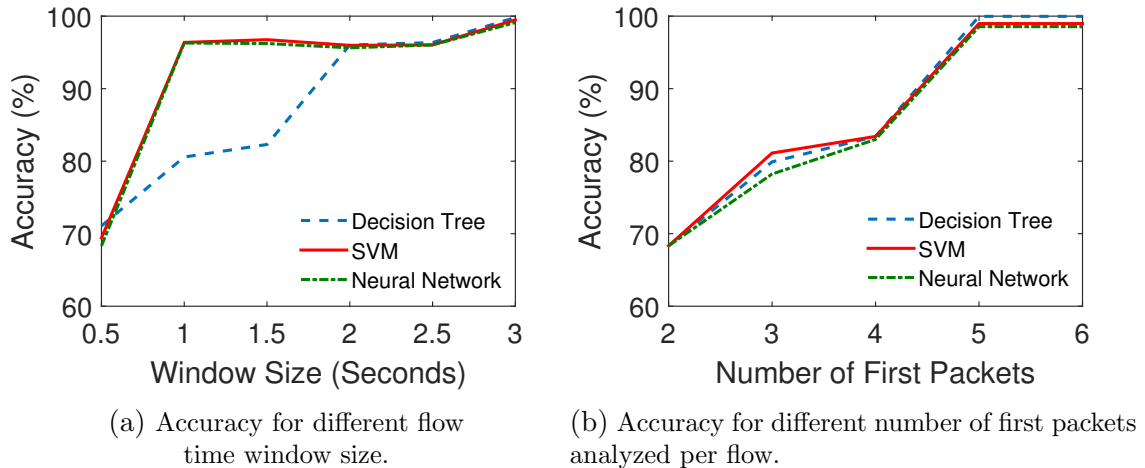 100
90
80
70
60
Accuracy (%)
Decision Tree
SVM
Neural Network
0.5 1 1.5 2 2.5 3
Window Size (Seconds)
(a) Accuracy for different flow
time window size.
100
90
80
70
60
Accuracy (%)
Decision Tree
SVM
Neural Network
2 3 4 5 6
Number of First Packets
(b) Accuracy for different number of first packets
analyzed per flow.